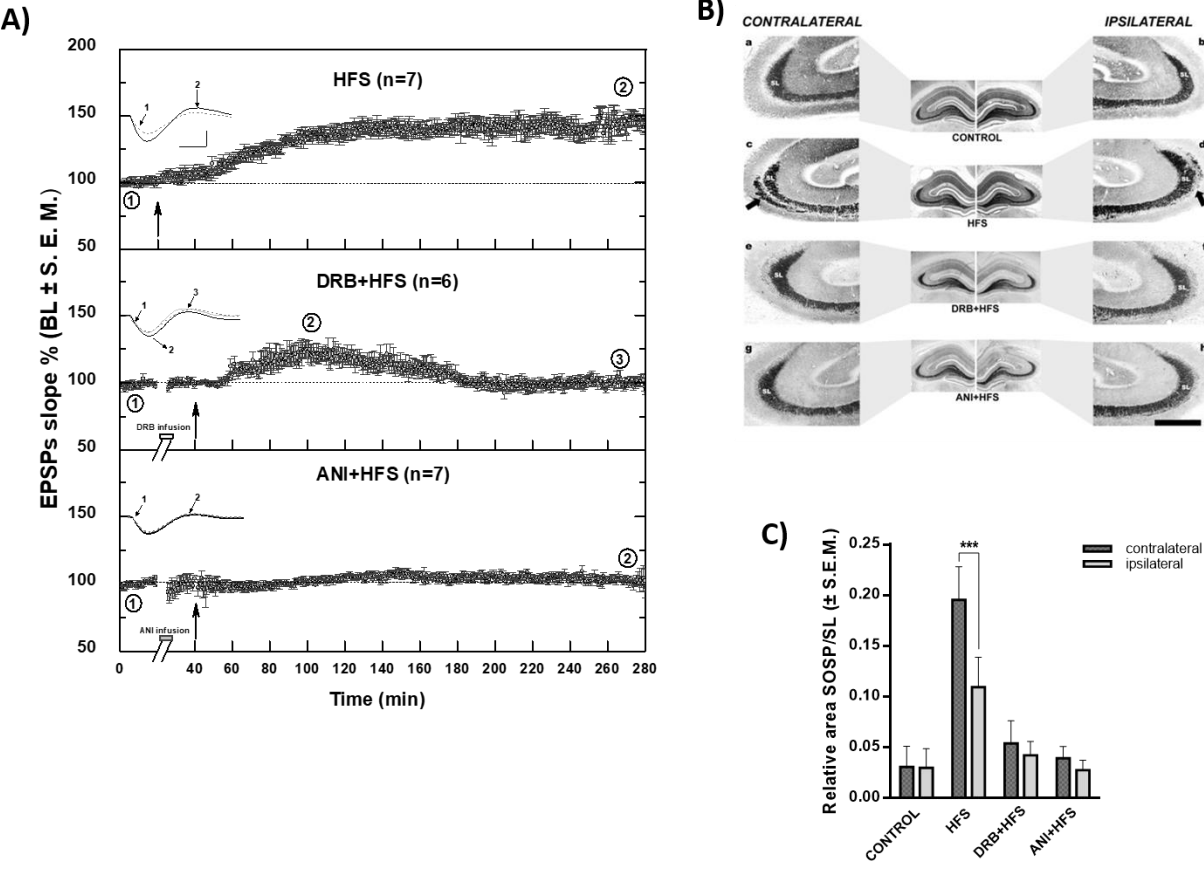 A)
EPSPs slope % (BL ± S. E. M.)
200
150
100
50
HFS (n=7)
1
2
1
2
150
100
50
DRB+HFS (n=6)
1
3
2
1
2
3
DRB infusion
150
100
50
ANI+HFS (n=7)
1
2
1
2
ANI infusion
0 20 40 60 80 100 120 140 160 180 200 220 240 260 280
Time (min)
B)
CONTRALATERAL IPSILATERAL
a b
SL SL
CONTROL
c d
SL SL
HFS
e
SL SL
DRB+HFS
g h
SL SL
ANI+HFS
C)
Relative area SOSP/SL (± S.E.M.)
0.25
0.20
0.15
0.10
0.05
0.00
***
contralateral
ipsilateral
CONTROL
HFS
DRB+HFS
ANI+HFS